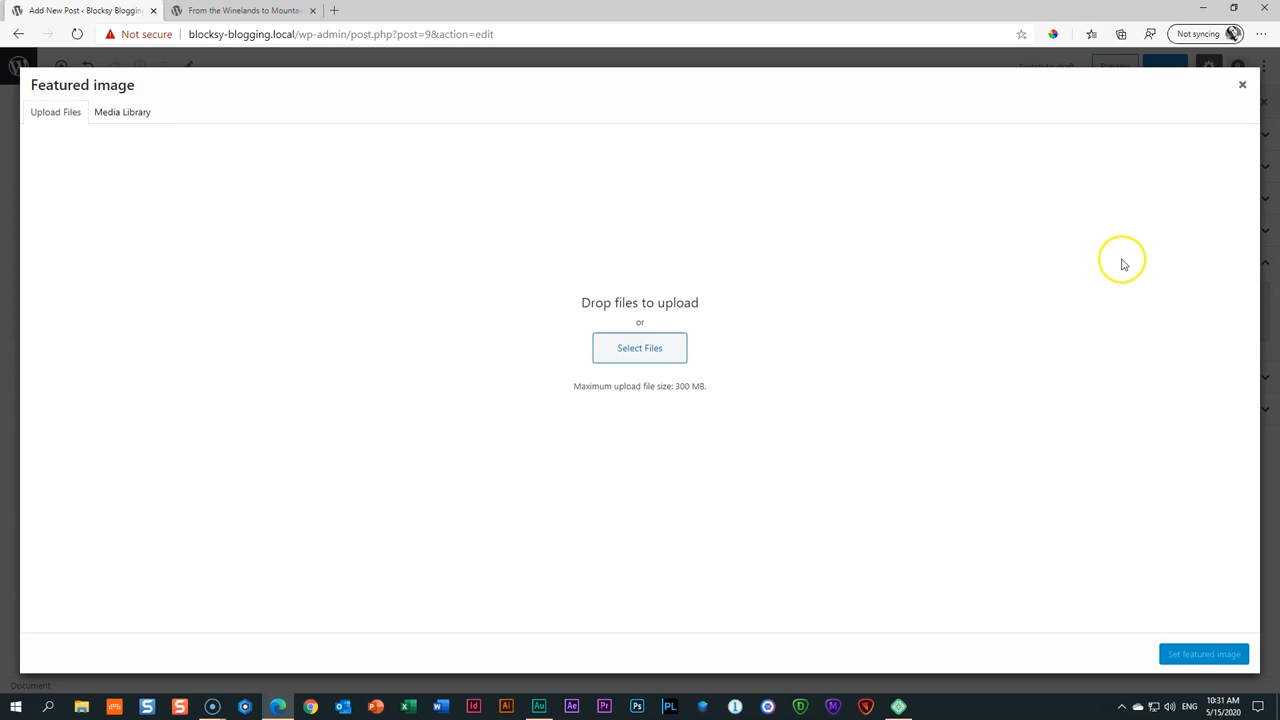 Add New Post ‹ Blocksy Blogging
From the Winelands to Mounta
Not secure
blocksy-blogging.local/wp-admin/post.php?post=9&action=edit
Not syncing
Featured image
Upload Files
Media Library
Drop files to upload
or
Select Files
Maximum upload file size: 300 MB.
Set featured image
Document
ENG
10:31 AM
5/15/2020